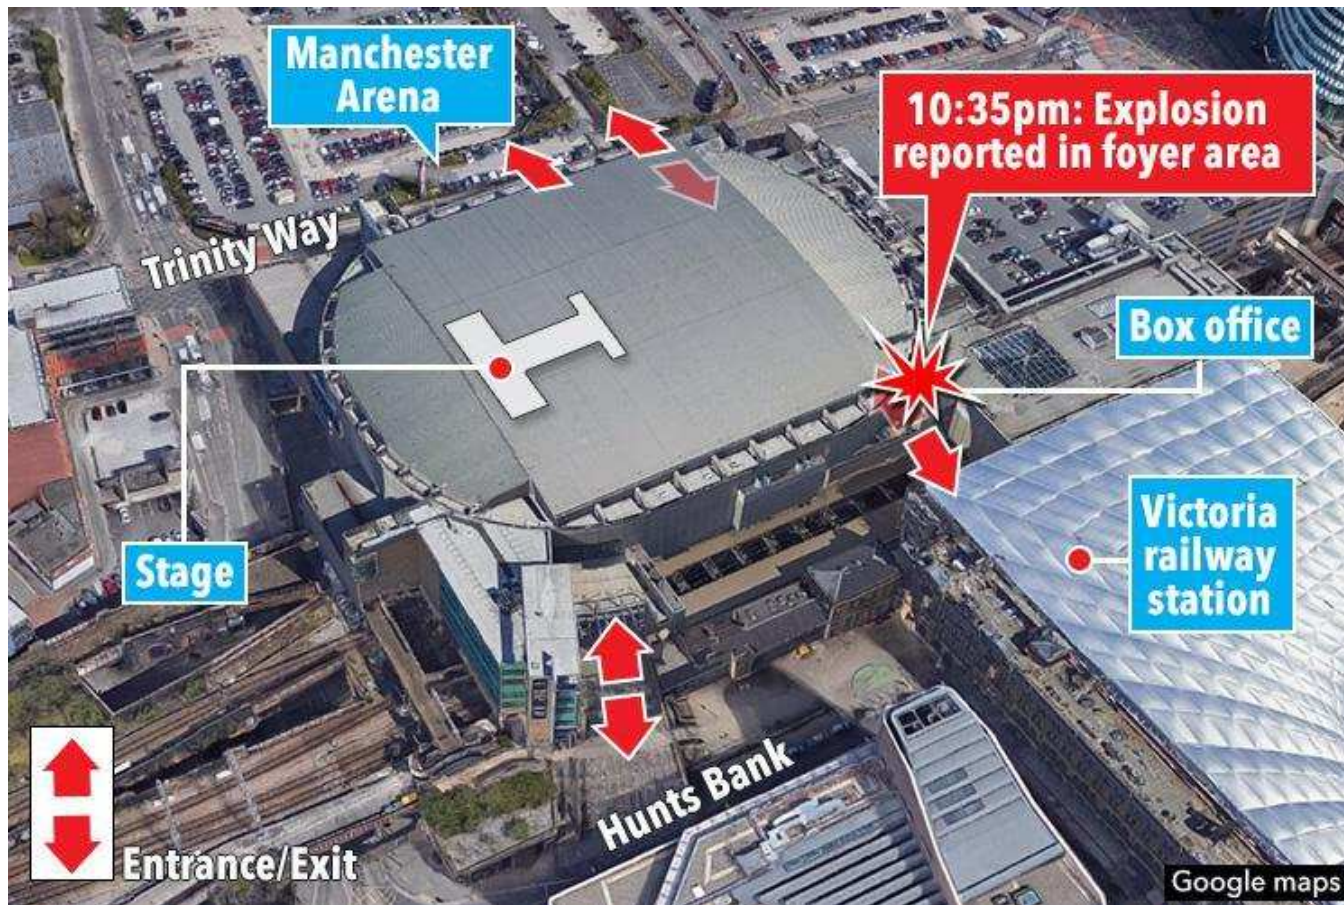 Manchester
Arena
10:35pm: Explosion
reported in foyer area
Trinity Way
Box office
Stage
Victoria
railway
station
Hunts Bank
Entrance/Exit
Google maps